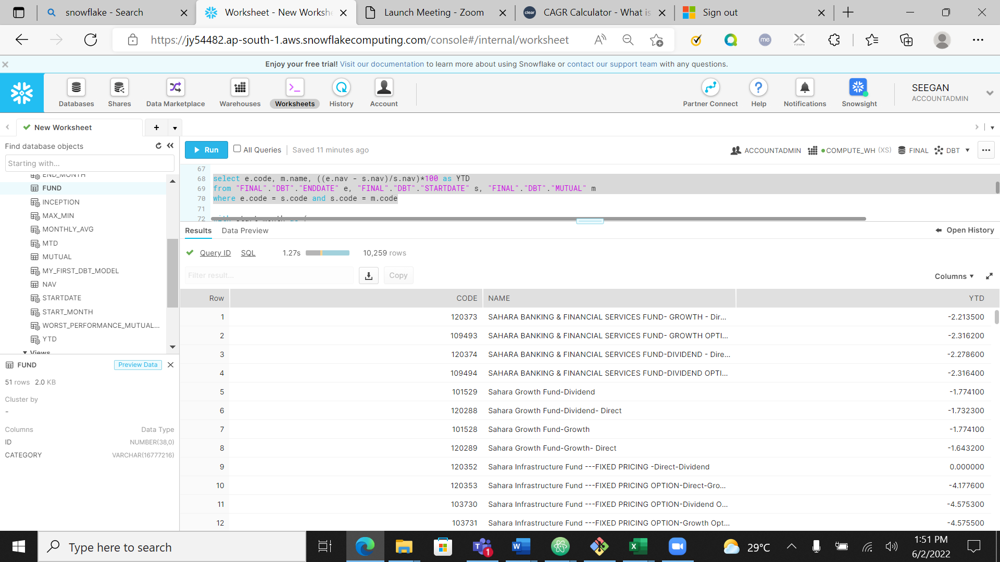 snowflake - Search
Worksheet - New Workshe
Launch Meeting - Zoom
CAGR Calculator - What is
Sign out
https://jy54482.ap-south-1.aws.snowflakecomputing.com/console#/internal/worksheet
Enjoy your free trial! Visit our documentation to learn more about using Snowflake or contact our support team with any questions.
Databases
Shares
Data Marketplace
Warehouses
Worksheets
History
Account
Partner Connect
Help
Notifications
Snowsight
SEEGAN
ACCOUNTADMIN
New Worksheet
Find database objects
Starting with...
END_MONTH
FUND
INCEPTION
MAX_MIN
MONTHLY_AVG
MTD
MUTUAL
MY_FIRST_DBT_MODEL
NAV
STARTDATE
START_MONTH
WORST_PERFORMANCE_MUTUAL...
YTD
Views
FUND
Preview Data
51 rows 2.0 KB
Cluster by
-
Columns Data Type
ID NUMBER(38,0)
CATEGORY VARCHAR(16777216)
Run
All Queries
Saved 11 minutes ago
ACCOUNTADMIN
COMPUTE_WH (XS)
FINAL
DBT
67
68 select e.code, m.name, ((e.nav - s.nav)/s.nav)*100 as YTD
69 from "FINAL"."DBT"."ENDDATE" e, "FINAL"."DBT"."STARTDATE" s, "FINAL"."DBT"."MUTUAL" m
70 where e.code = s.code and s.code = m.code
71
72
Results
Data Preview
Open History
Query ID SQL 1.27s 10,259 rows
Filter result...
Copy
Columns
Row CODE NAME YTD
1 120373 SAHARA BANKING & FINANCIAL SERVICES FUND- GROWTH - Dir... -2.213500
2 109493 SAHARA BANKING & FINANCIAL SERVICES FUND- GROWTH OPTI... -2.316200
3 120374 SAHARA BANKING & FINANCIAL SERVICES FUND-DIVIDEND - Dire... -2.278600
4 109494 SAHARA BANKING & FINANCIAL SERVICES FUND-DIVIDEND OPTI... -2.316400
5 101529 Sahara Growth Fund-Dividend -1.774100
6 120288 Sahara Growth Fund-Dividend- Direct -1.732300
7 101528 Sahara Growth Fund-Growth -1.774100
8 120289 Sahara Growth Fund-Growth- Direct -1.643200
9 120352 Sahara Infrastructure Fund ---FIXED PRICING -Direct-Dividend 0.000000
10 120353 Sahara Infrastructure Fund ---FIXED PRICING OPTION-Direct-Gro... -4.177600
11 103730 Sahara Infrastructure Fund ---FIXED PRICING OPTION-Dividend O... -4.575300
12 103731 Sahara Infrastructure Fund ---FIXED PRICING OPTION-Growth Opt... -4.575500
Type here to search
29°C
1:51 PM
6/2/2022